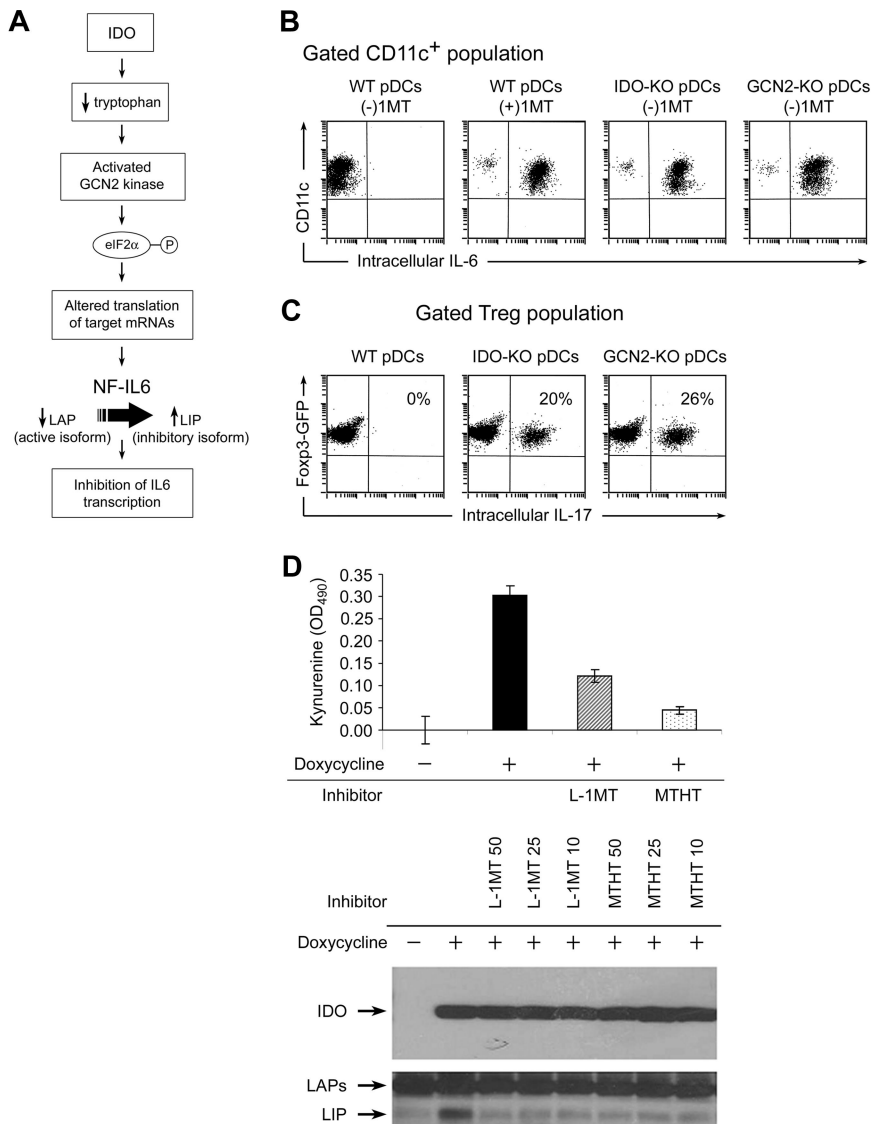 A
IDO
↓ tryptophan
Activated
GCN2 kinase
eIF2α P
Altered translation
of target mRNAs
NF-IL6
↓ LAP ↑ LIP
(active isoform) (inhibitory isoform)
Inhibition of IL6
transcription
B
Gated CD11c+ population
WT pDCs WT pDCs IDO-KO pDCs GCN2-KO pDCs
(-)1MT (+)1MT (-)1MT (-)1MT
CD11c
Intracellular IL-6
C
Gated Treg population
WT pDCs IDO-KO pDCs GCN2-KO pDCs
0% 20% 26%
Foxp3-GFP
Intracellular IL-17
D
Kynurenine (OD490)
0.35
0.30
0.25
0.20
0.15
0.10
0.05
0.00
Doxycycline − + + +
Inhibitor L-1MT MTHT
Inhibitor L-1MT 50 L-1MT 25 L-1MT 10 MTHT 50 MTHT 25 MTHT 10
Doxycycline − + + + + + + +
IDO
LAPs
LIP